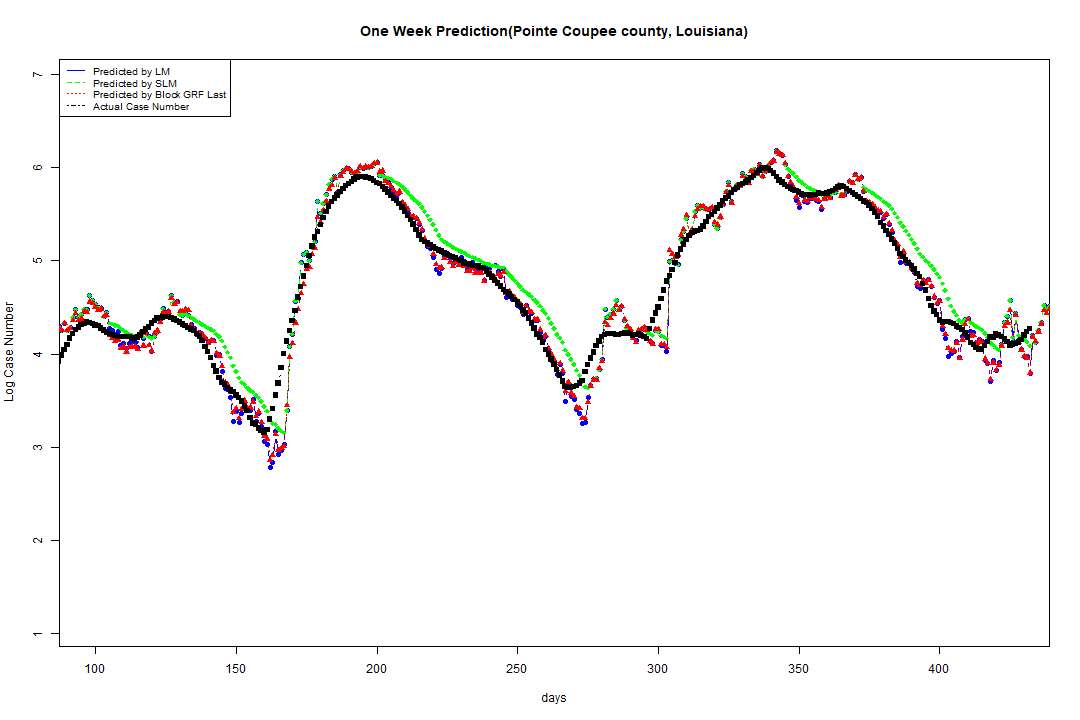 One Week Prediction(Pointe Coupee county, Louisiana)
Predicted by LM
Predicted by SLM
Predicted by Block GRF Last
Actual Case Number
7
6
5
4
3
2
1
Log Case Number
100 150 200 250 300 350 400
days